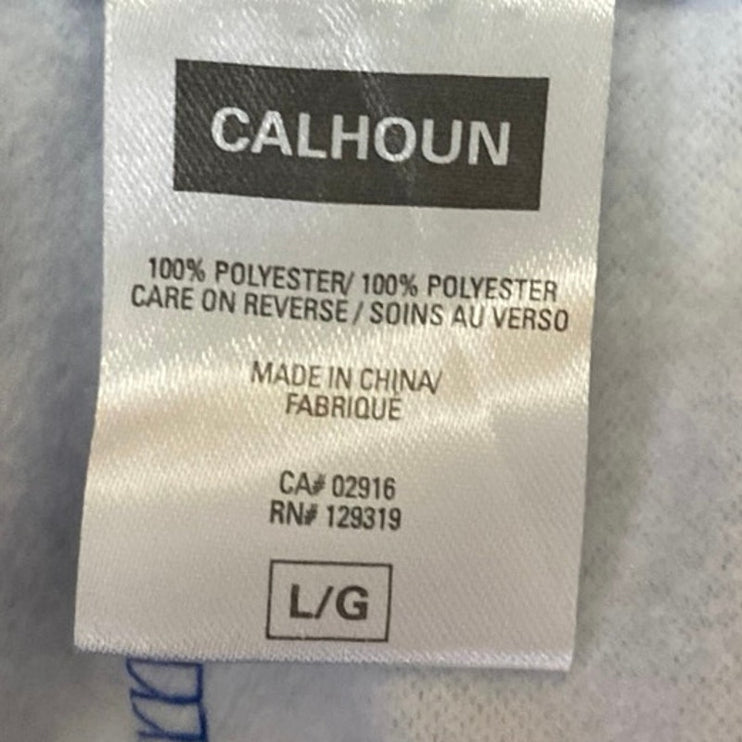 CALHOUN
100% POLYESTER/ 100% POLYESTER
CARE ON REVERSE / SOINS AU VERSO
MADE IN CHINA/
FABRIQUÉ
CA# 02916
RN# 129319
L/G